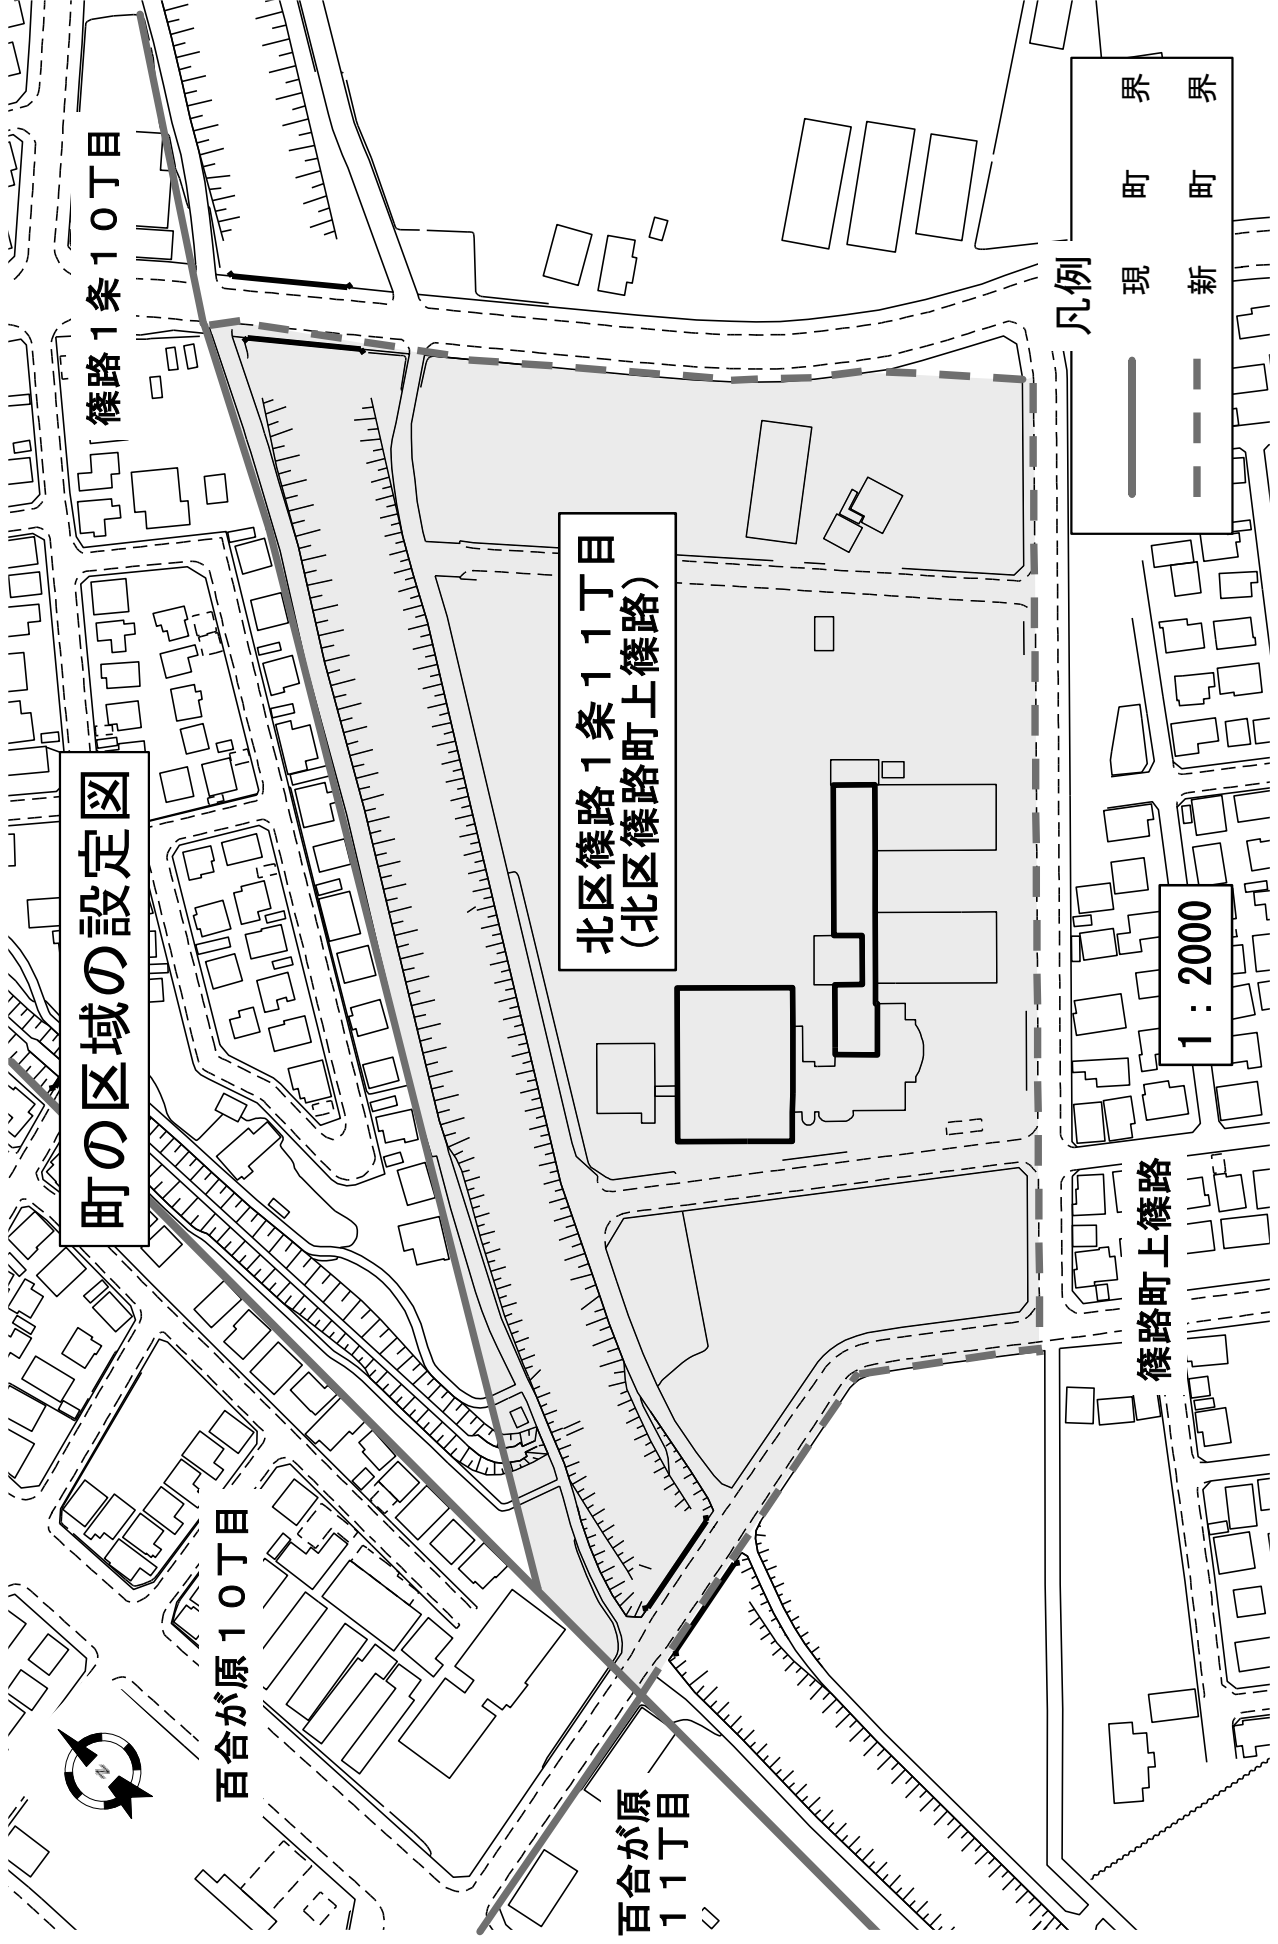 町の区域の設定図
篠路1条10丁目
北区篠路1条11丁目
(北区篠路町上篠路)
凡例
現町界
新町界
1:2000
篠路町上篠路
百合が原10丁目
百合が原
11丁目
N